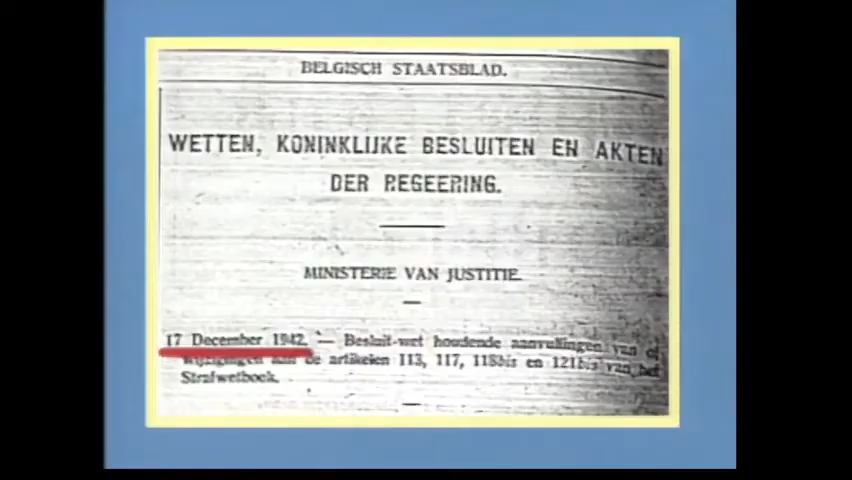 BELGISCH STAATSBLAD.
WETTEN, KONINKLIJKE BESLUITEN EN AKTEN
DER REGEERING.
MINISTERIE VAN JUSTITIE.
17 December 1942. — Besluit-wet houdende aanvullingen van of
wijzigingen aan de artikelen 113, 117, 118bis en 121bis van het
Strafwetboek.